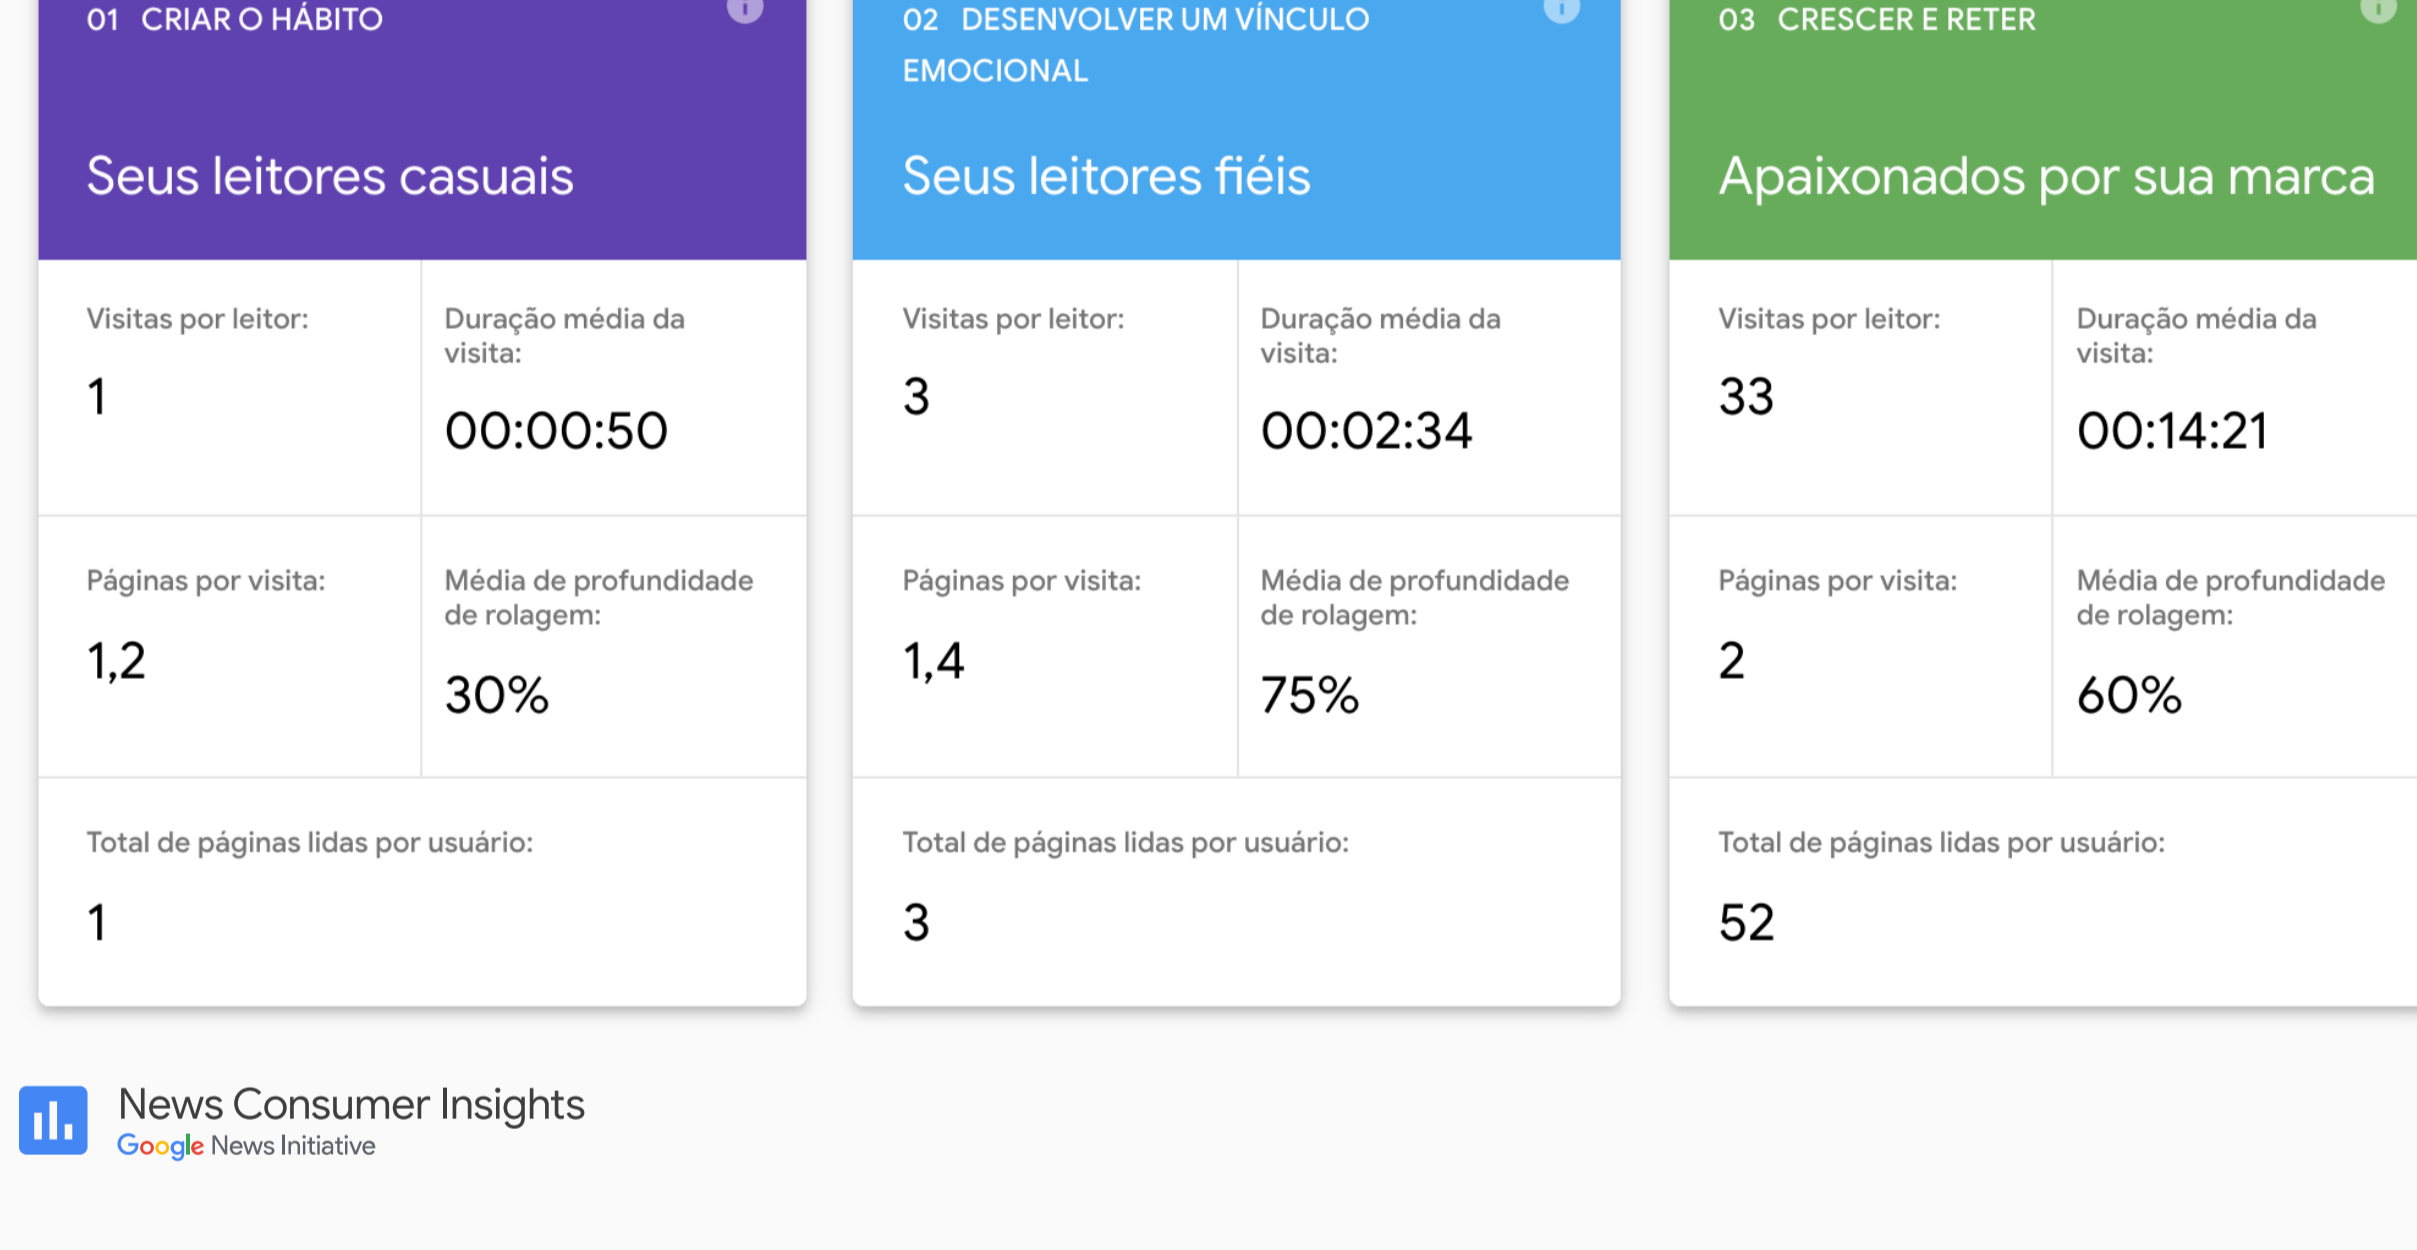 01 CRIAR O HÁBITO
Seus leitores casuais
Visitas por leitor:
1
Duração média da
visita:
00:00:50
Páginas por visita:
1,2
Média de profundidade
de rolagem:
30%
Total de páginas lidas por usuário:
1
02 DESENVOLVER UM VÍNCULO
EMOCIONAL
Seus leitores fiéis
Visitas por leitor:
3
Duração média da
visita:
00:02:34
Páginas por visita:
1,4
Média de profundidade
de rolagem:
75%
Total de páginas lidas por usuário:
3
03 CRESCER E RETER
Apaixonados por sua marca
Visitas por leitor:
33
Duração média da
visita:
00:14:21
Páginas por visita:
2
Média de profundidade
de rolagem:
60%
Total de páginas lidas por usuário:
52
News Consumer Insights
Google News Initiative